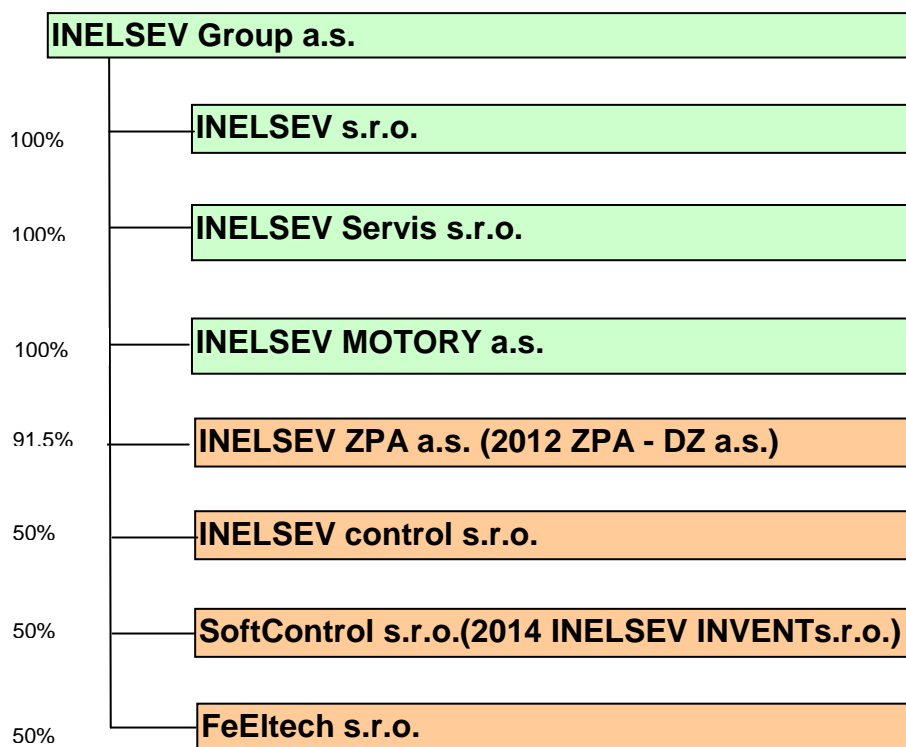 INELSEV Group a.s.
100%
INELSEV s.r.o.
100%
INELSEV Servis s.r.o.
100%
INELSEV MOTORY a.s.
91.5%
INELSEV ZPA a.s. (2012 ZPA - DZ a.s.)
50%
INELSEV control s.r.o.
50%
SoftControl s.r.o.(2014 INELSEV INVENTs.r.o.)
50%
FeEltech s.r.o.